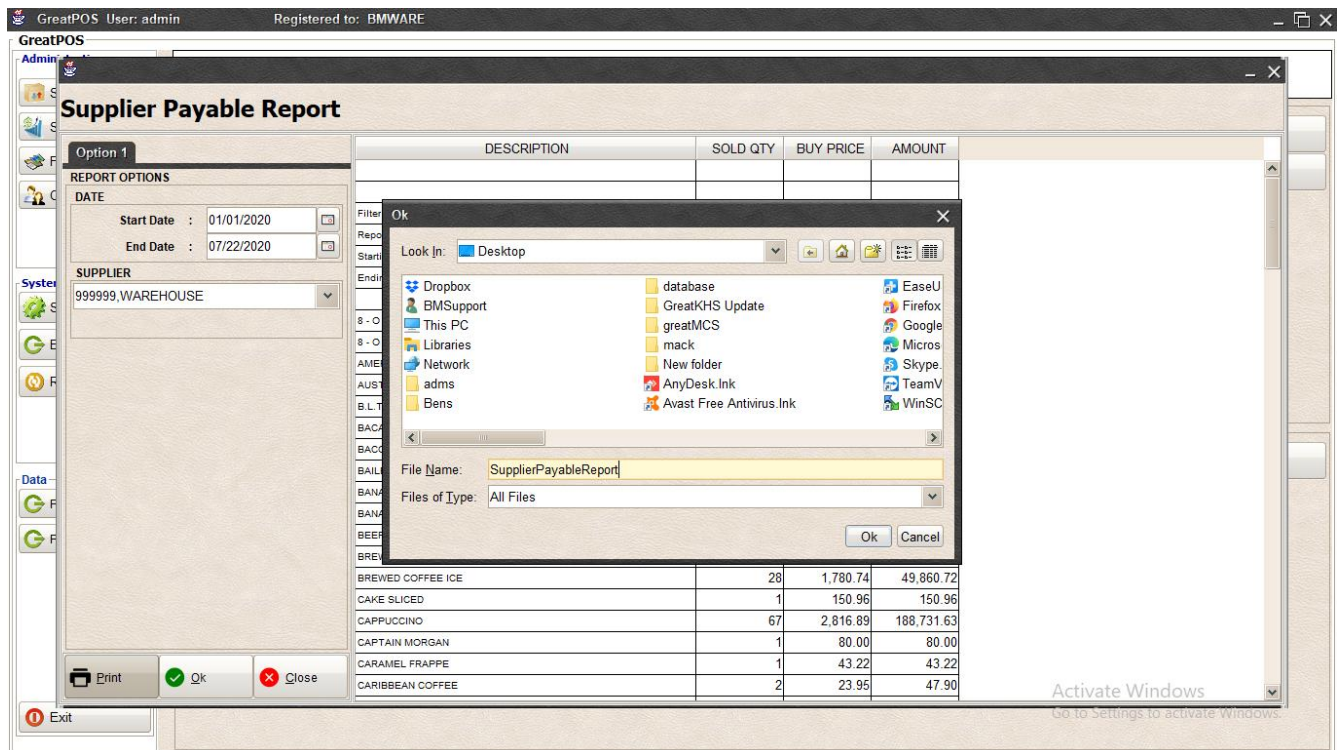 GreatPOS User: admin Registered to: BMWARE
GreatPOS
Supplier Payable Report
Option 1
REPORT OPTIONS
DATE
Start Date : 01/01/2020
End Date : 07/22/2020
SUPPLIER
999999,WAREHOUSE
Print
Ok
Close
DESCRIPTION SOLD QTY BUY PRICE AMOUNT
Ok
Look In: Desktop
Dropbox database
BMSupport GreatKHS Update Firefox
This PC greatMCS Google
Libraries mack
Network New folder Skype.
adms AnyDesk.lnk
Bens Avast Free Antivirus.lnk
File Name: SupplierPayableReport
Files of Type: All Files
Ok Cancel
BREWED COFFEE ICE 28 1,780.74 49,860.72
CAKE SLICED 1 150.96 150.96
CAPPUCCINO 67 2,816.89 188,731.63
CAPTAIN MORGAN 1 80.00 80.00
CARAMEL FRAPPE 1 43.22 43.22
CARIBBEAN COFFEE 2 23.95 47.90
Data
Exit
Activate Windows
Go to Settings to activate Windows.